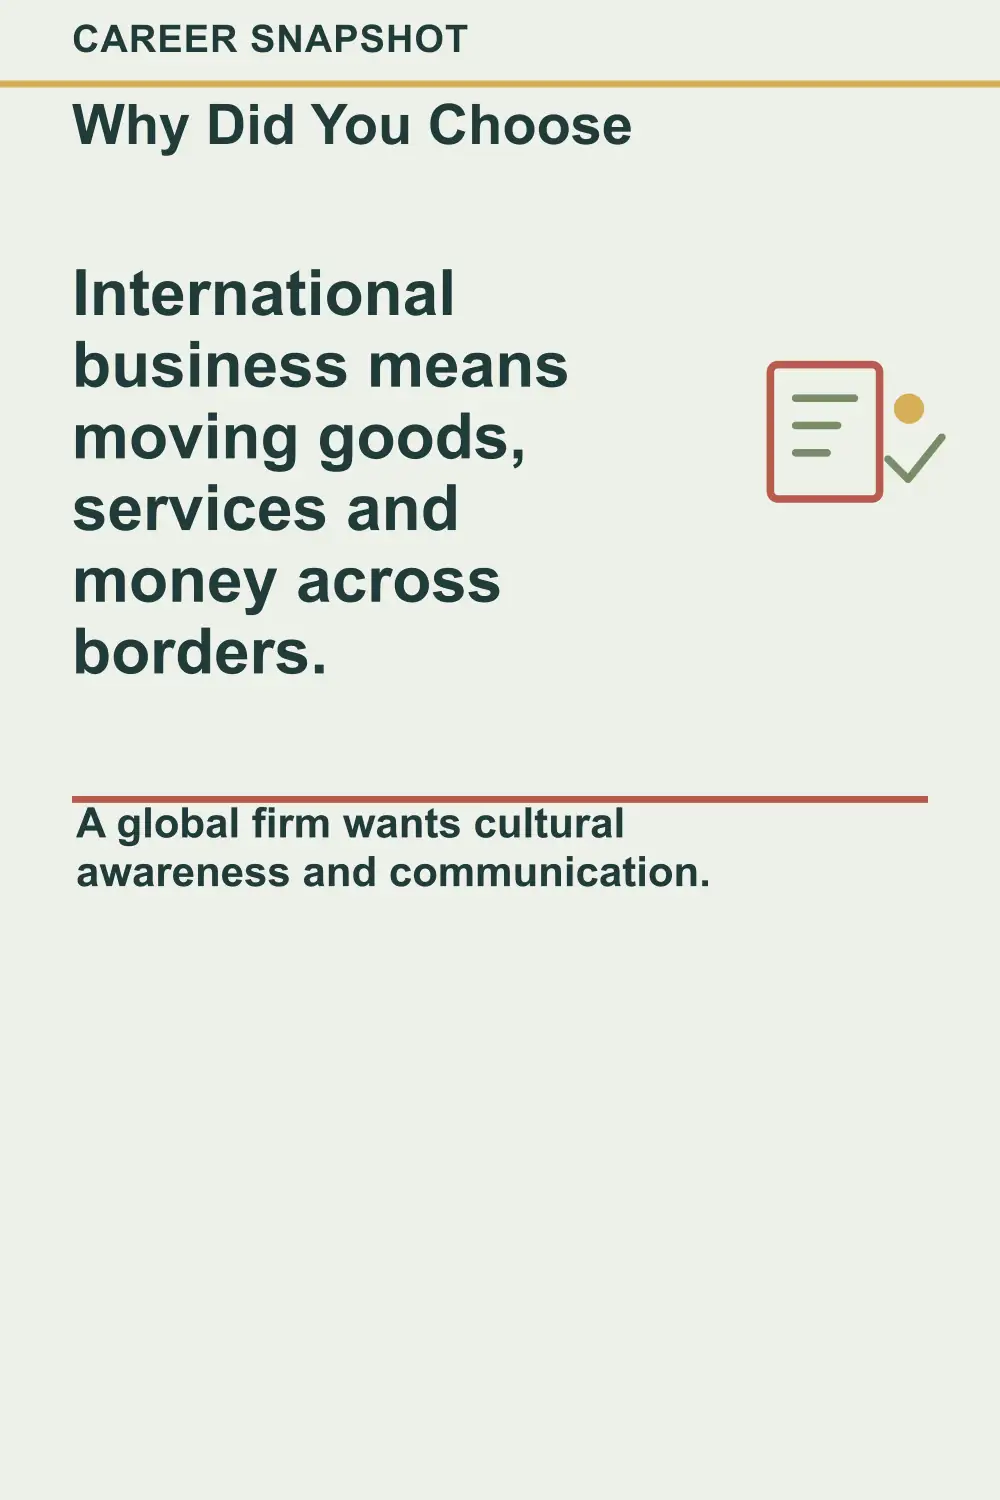 CAREER SNAPSHOT
Why Did You Choose
International
business means
moving goods,
services and
money across
borders.
A global firm wants cultural
awareness and communication.